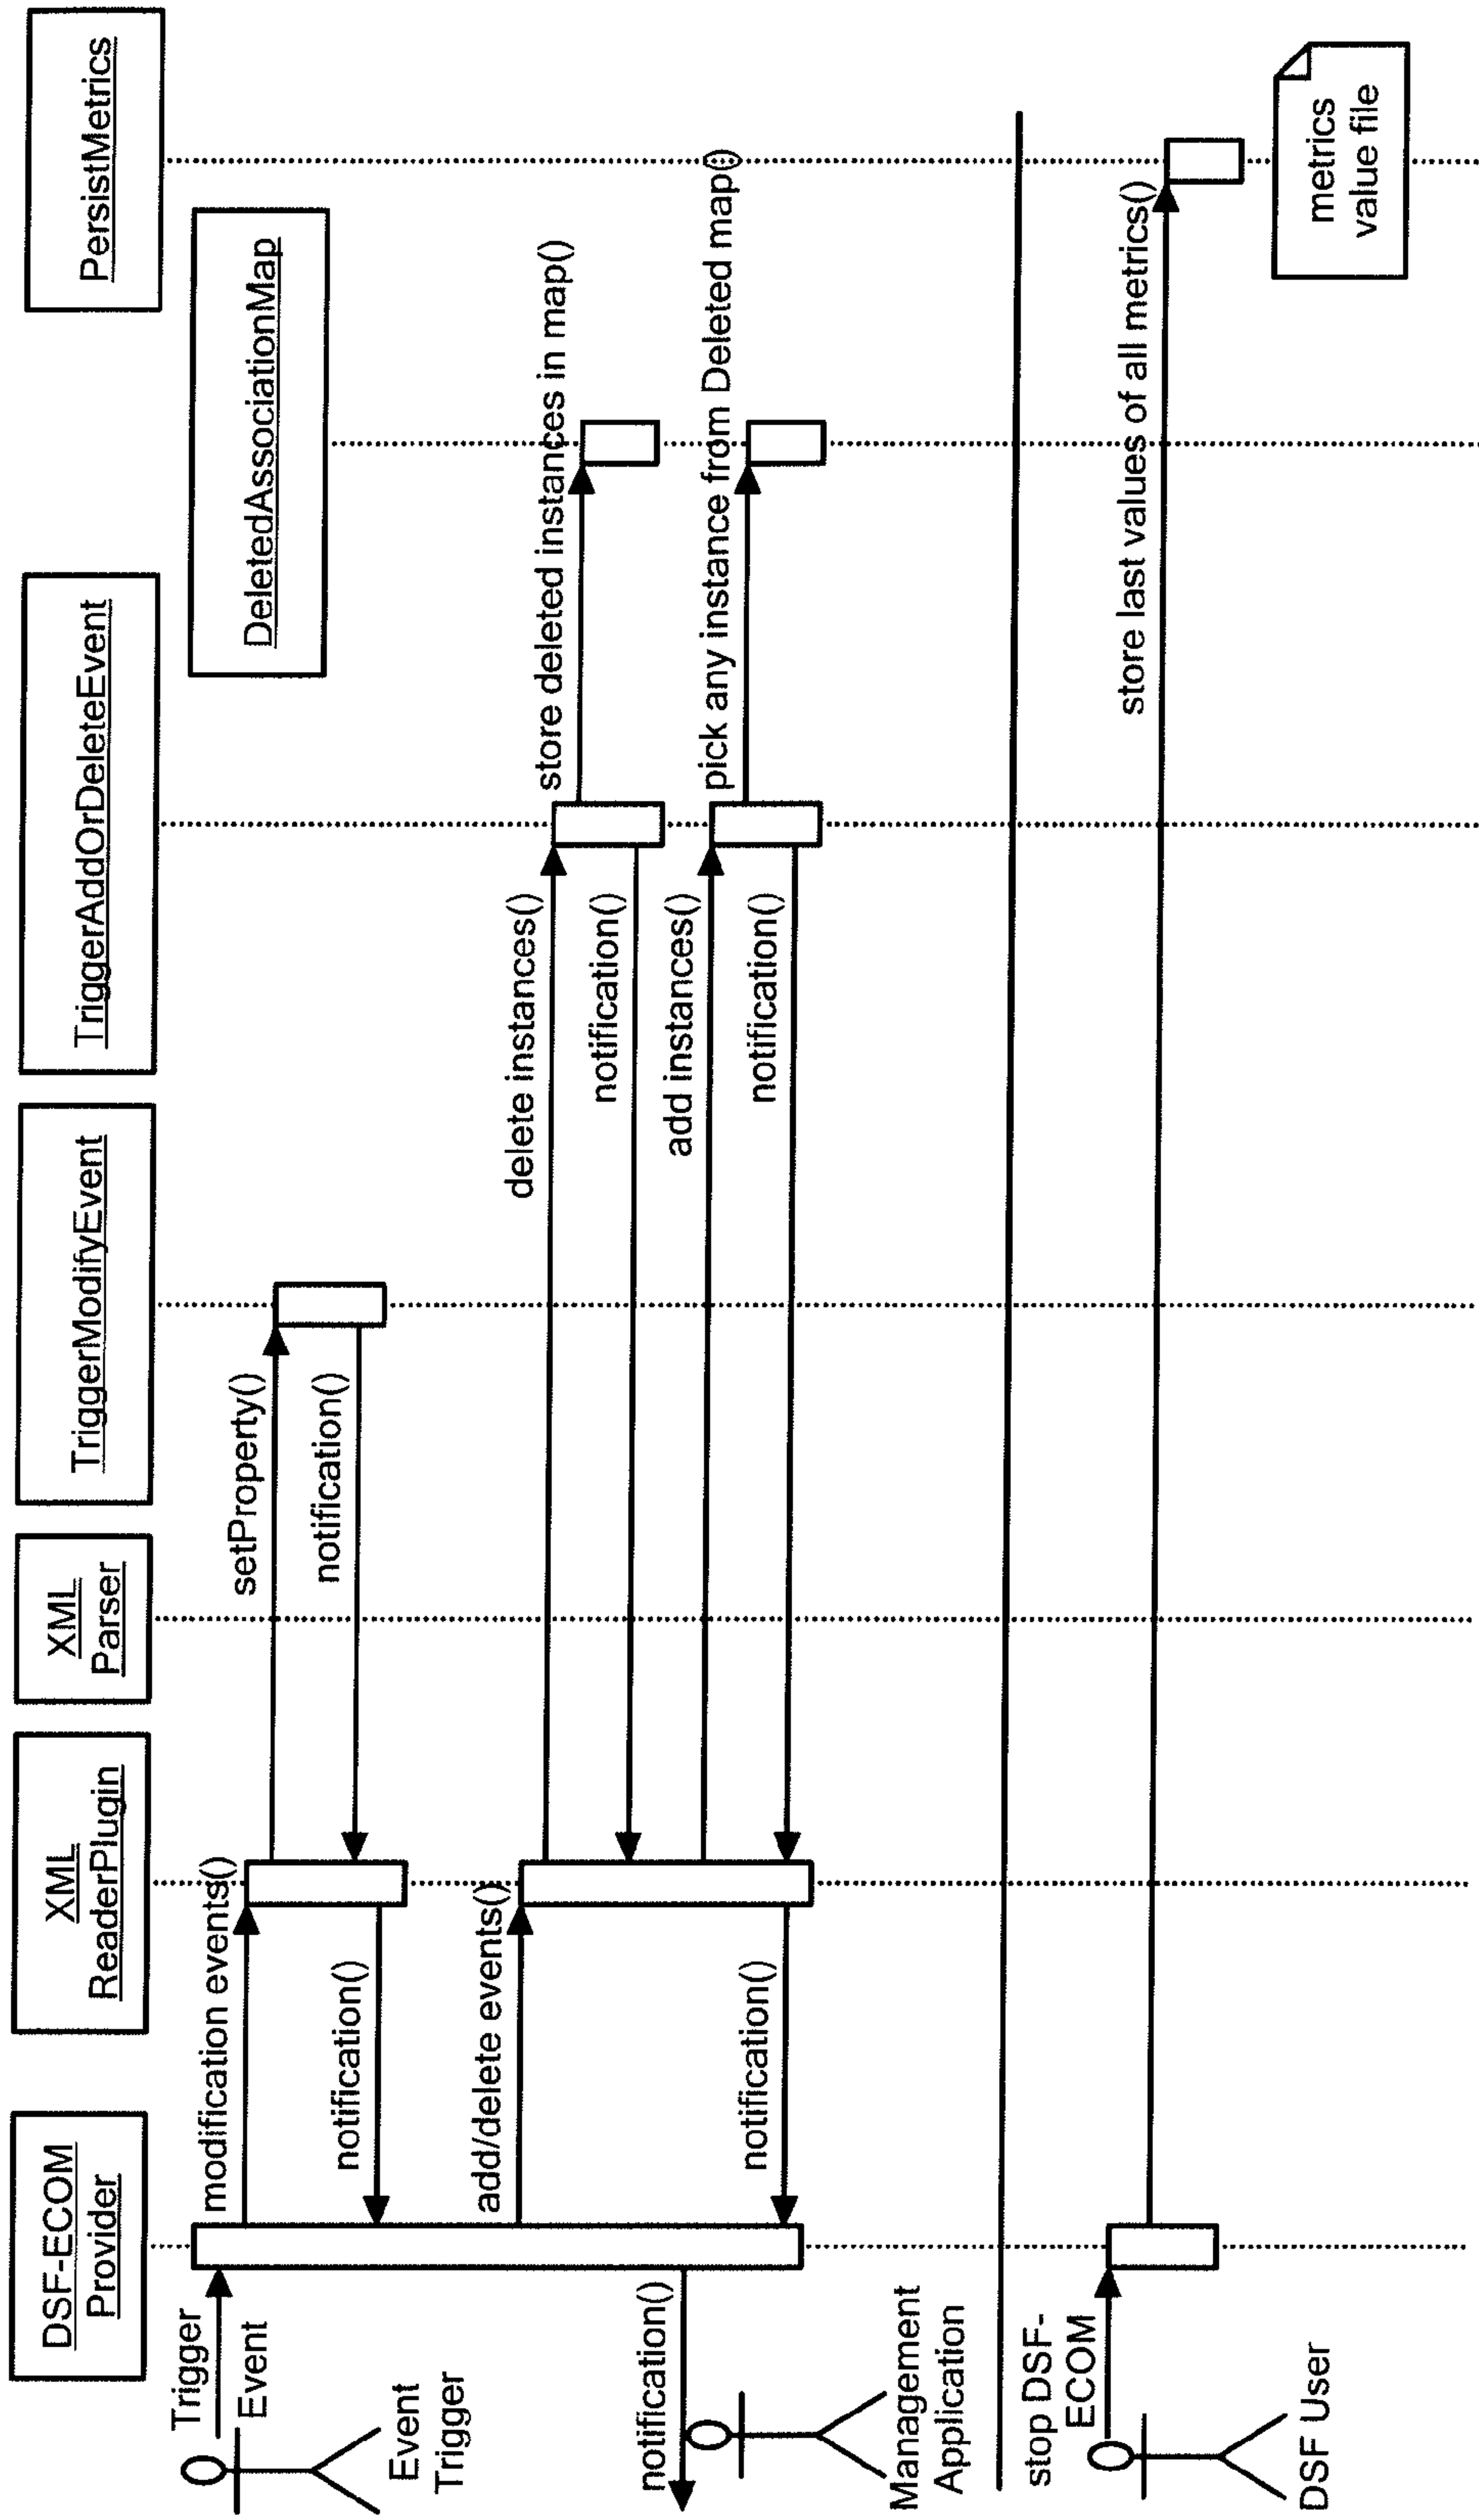 DSF-ECOM
Provider
XML
ReaderPlugin
XML
Parser
TriggerModifyEvent
TriggerAddOrDeleteEvent
DeletedAssociationMap
PersistMetrics
Trigger
Event
Event
Trigger
modification events()
setProperty()
notification()
notification()
add/delete events()
delete instances()
store deleted instances in map()
notification()
add instances()
pick any instance from Deleted map()
notification()
notification()
notification()
Management
Application
stop DSF-
ECOM
DSF User
store last values of all metrics()
metrics
value file